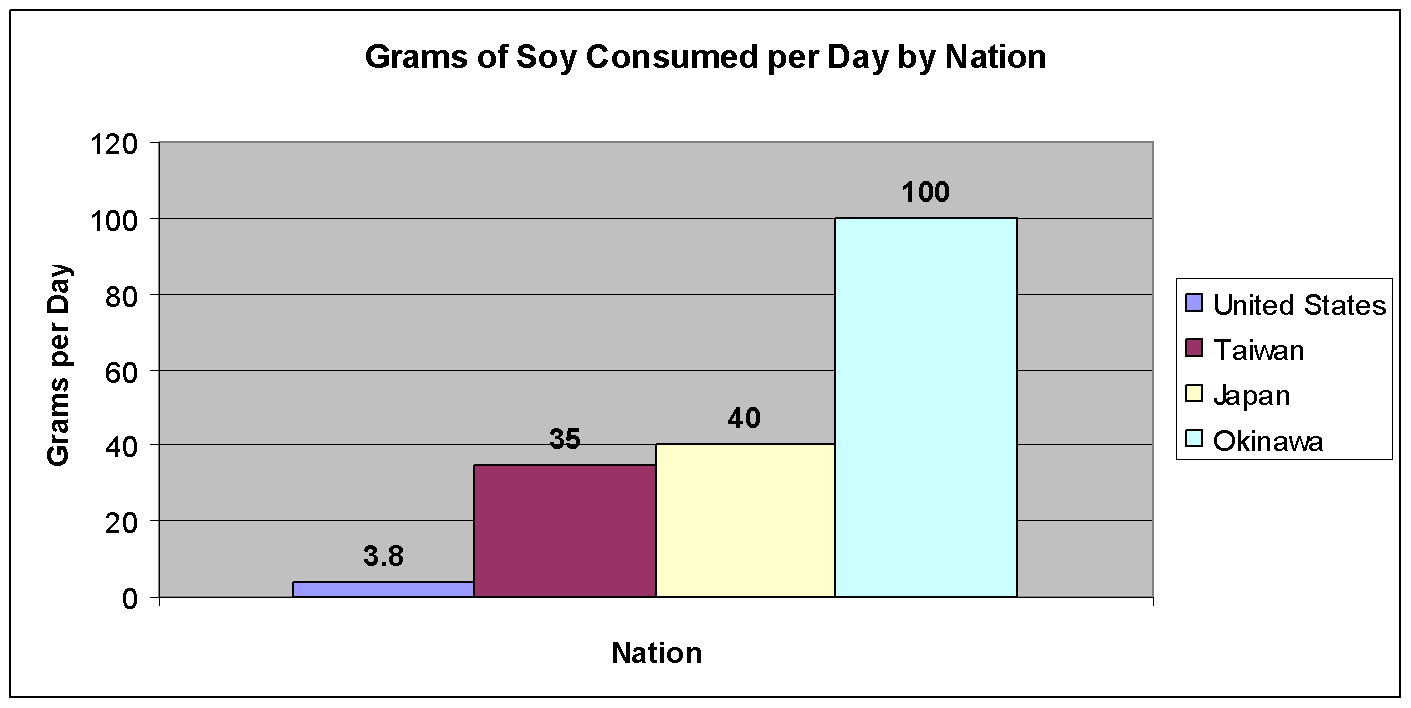 Grams of Soy Consumed per Day by Nation
120
100
80
60
40
20
0
Grams per Day
3.8
35
40
100
Nation
United States
Taiwan
Japan
Okinawa